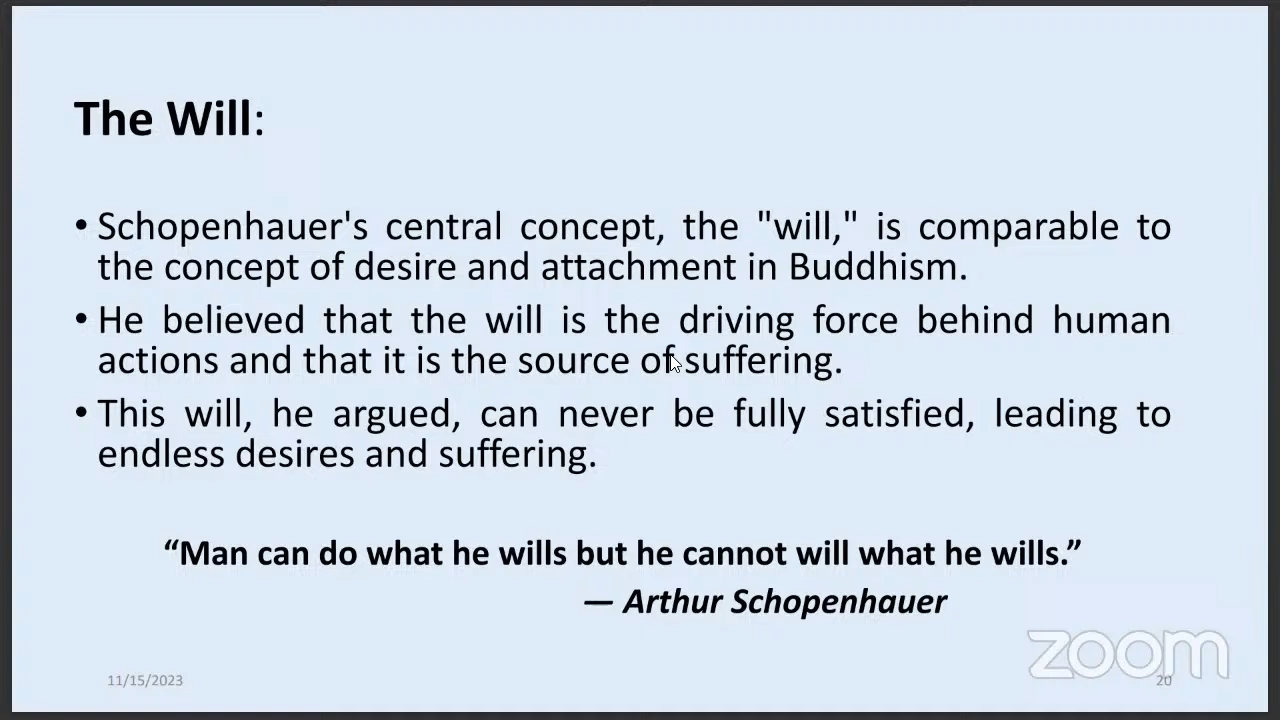 The Will:
• Schopenhauer's central concept, the "will," is comparable to
the concept of desire and attachment in Buddhism.
• He believed that the will is the driving force behind human
actions and that it is the source of suffering.
• This will, he argued, can never be fully satisfied, leading to
endless desires and suffering.
“Man can do what he wills but he cannot will what he wills.”
— Arthur Schopenhauer
zoom
11/15/2023
20